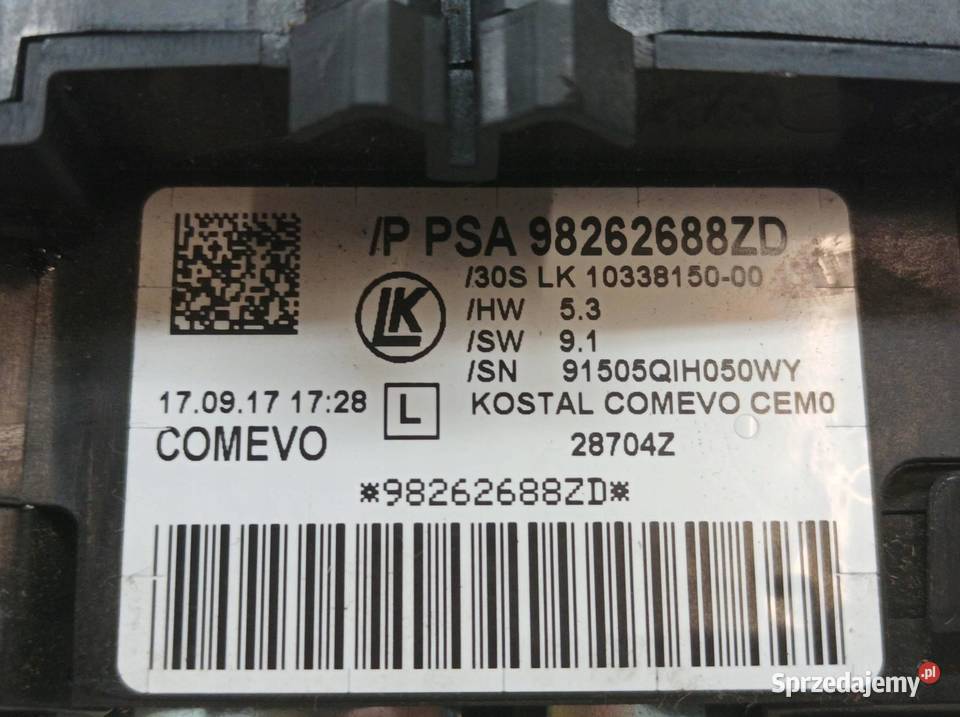 /P PSA 98262688ZD
/30S LK 10338150-00
LK
/HW 5.3
/SW 9.1
/SN 91505QIH050WY
17.09.17 17:28
L
KOSTAL COMEVO CEM0
COMEVO
28704Z
*98262688ZD*
Sprzedajemy.pl